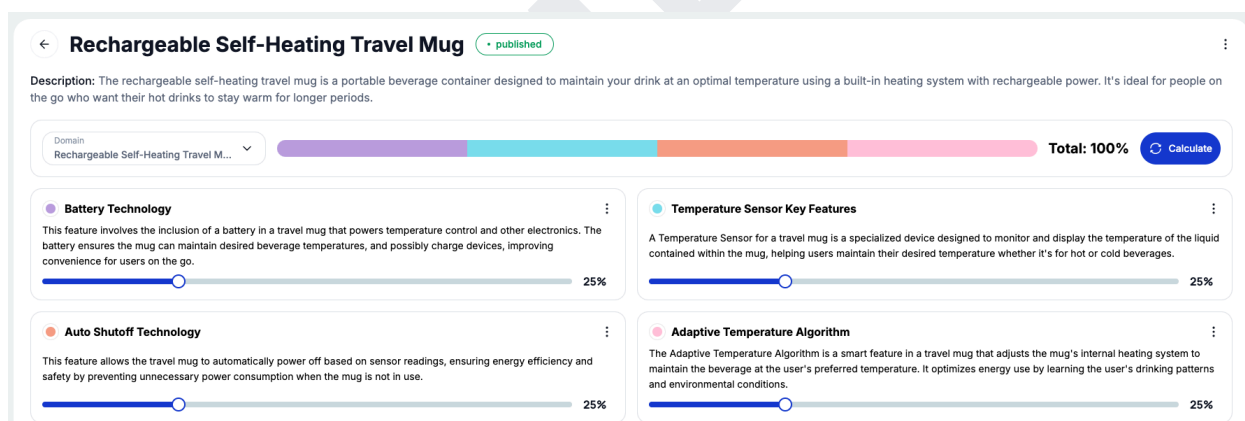 Rechargeable Self-Heating Travel Mug
• published
Description: The rechargeable self-heating travel mug is a portable beverage container designed to maintain your drink at an optimal temperature using a built-in heating system with rechargeable power. It's ideal for people on
the go who want their hot drinks to stay warm for longer periods.
Domain
Rechargeable Self-Heating Travel M...
Total: 100%
Calculate
Battery Technology
This feature involves the inclusion of a battery in a travel mug that powers temperature control and other electronics. The
battery ensures the mug can maintain desired beverage temperatures, and possibly charge devices, improving
convenience for users on the go.
25%
Temperature Sensor Key Features
A Temperature Sensor for a travel mug is a specialized device designed to monitor and display the temperature of the liquid
contained within the mug, helping users maintain their desired temperature whether it's for hot or cold beverages.
25%
Auto Shutoff Technology
This feature allows the travel mug to automatically power off based on sensor readings, ensuring energy efficiency and
safety by preventing unnecessary power consumption when the mug is not in use.
25%
Adaptive Temperature Algorithm
The Adaptive Temperature Algorithm is a smart feature in a travel mug that adjusts the mug's internal heating system to
maintain the beverage at the user's preferred temperature. It optimizes energy use by learning the user's drinking patterns
and environmental conditions.
25%